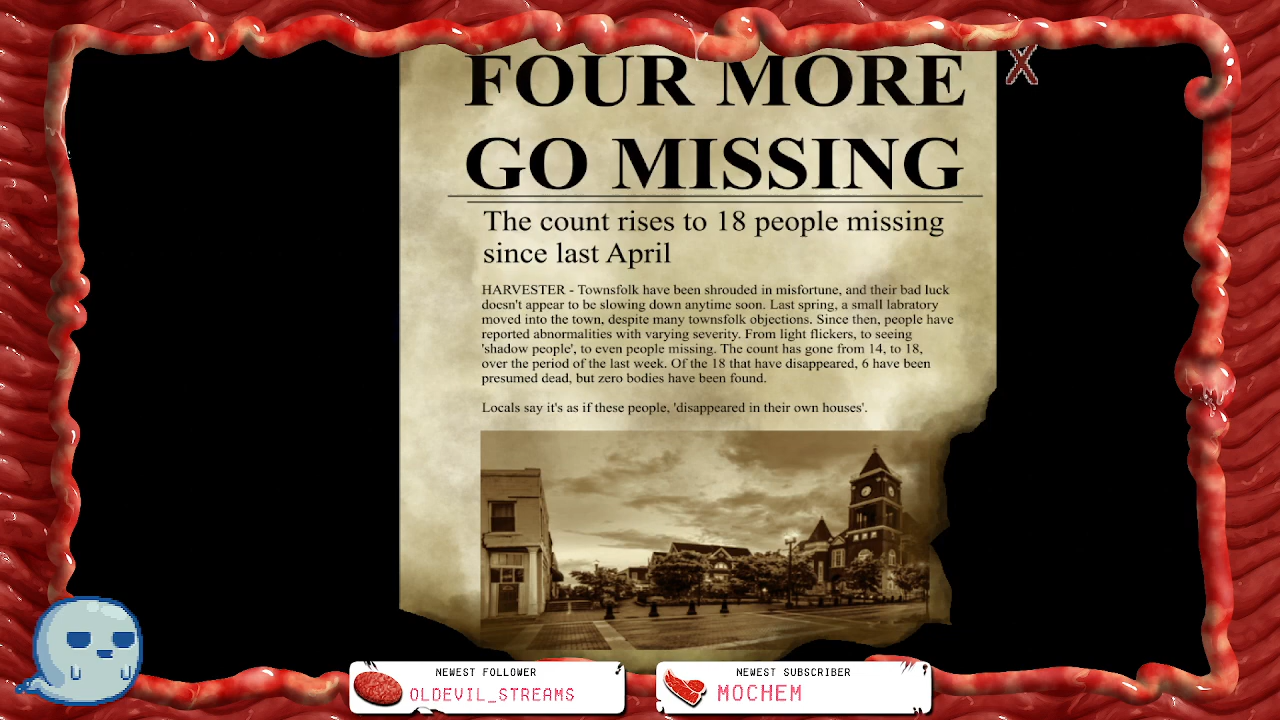 FOUR MORE
GO MISSING
The count rises to 18 people missing
since last April
HARVESTER - Townsfolk have been shrouded in misfortune, and their bad luck
doesn't appear to be slowing down anytime soon. Last spring, a small labratory
moved into the town, despite many townsfolk objections. Since then, people have
reported abnormalities with varying severity. From light flickers, to seeing
'shadow people', to even people missing. The count has gone from 14, to 18,
over the period of the last week. Of the 18 that have disappeared, 6 have been
presumed dead, but zero bodies have been found.
Locals say it's as if these people, 'disappeared in their own houses'.
NEWEST FOLLOWER
OLDEVIL_STREAMS
NEWEST SUBSCRIBER
MOCHEM
X